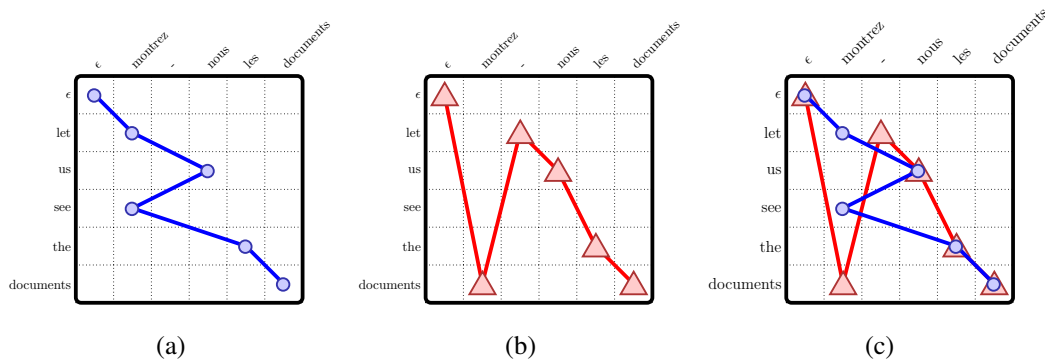 ϵ montrez - nous les documents
ϵ
let
us
see
the
documents
(a)
ϵ montrez - nous les documents
ϵ
let
us
see
the
documents
(b)
ϵ montrez - nous les documents
ϵ
let
us
see
the
documents
(c)